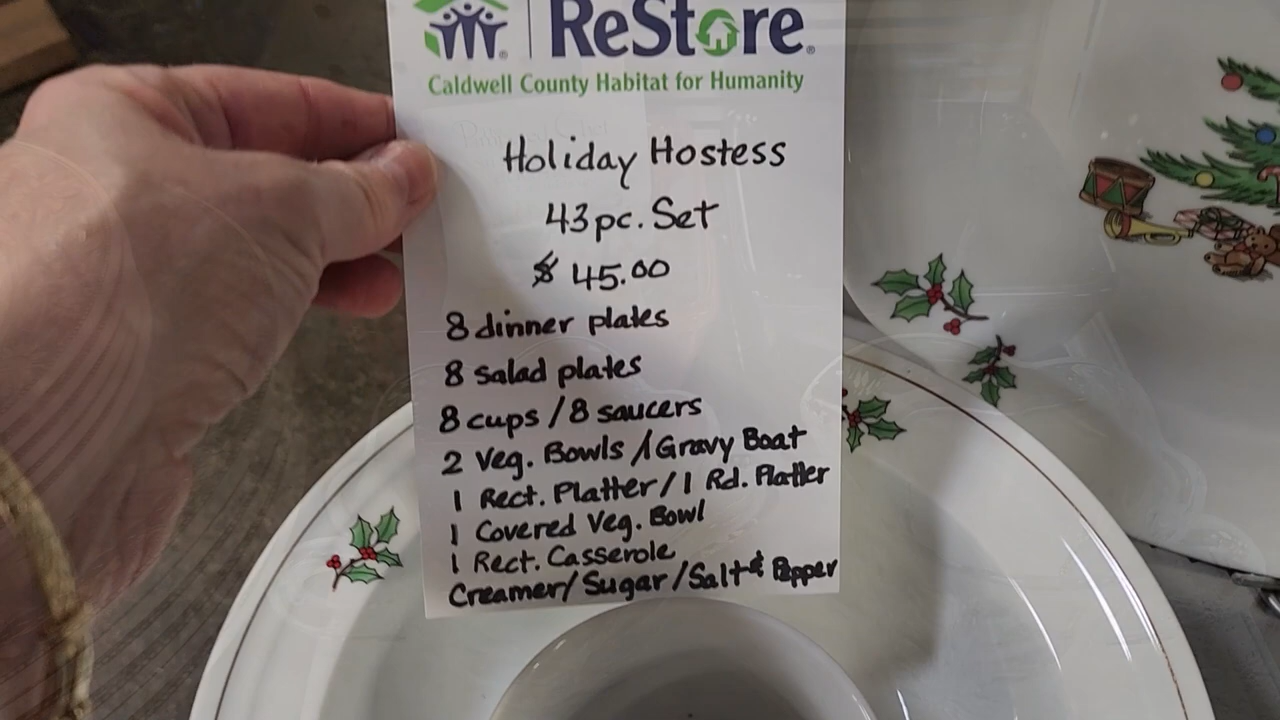 ReStore®
Caldwell County Habitat for Humanity
Holiday Hostess
43pc. Set
$ 45.00
8 dinner plates
8 salad plates
8 cups / 8 saucers
2 Veg. Bowls / Gravy Boat
1 Rect. Platter / 1 Rd. Platter
1 Covered Veg. Bowl
1 Rect. Casserole
Creamer / Sugar / Salt & Pepper